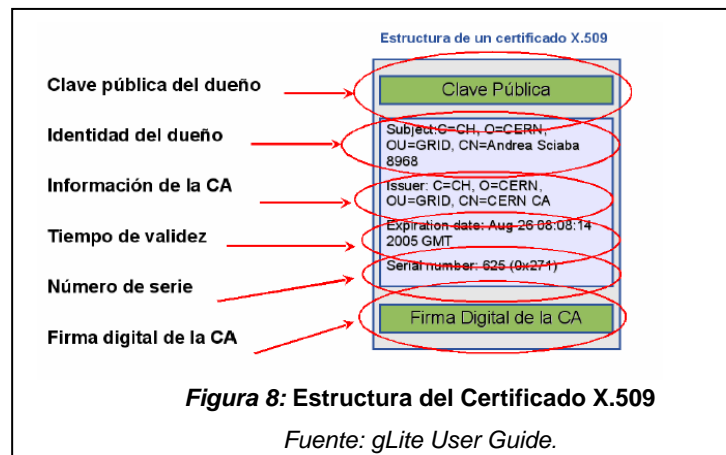 Estructura de un certificado X.509
Clave pública del dueño
Clave Pública
Identidad del dueño
Subject:C=CH, O=CERN,
OU=GRID, CN=Andrea Sciaba
8968
Información de la CA
Issuer: C=CH, O=CERN,
OU=GRID, CN=CERN CA
Tiempo de validez
Expiration date: Aug-26 08:08:14
2005 GMT
Número de serie
Serial number: 625 (0x271)
Firma digital de la CA
Firma Digital de la CA
Figura 8: Estructura del Certificado X.509
Fuente: gLite User Guide.